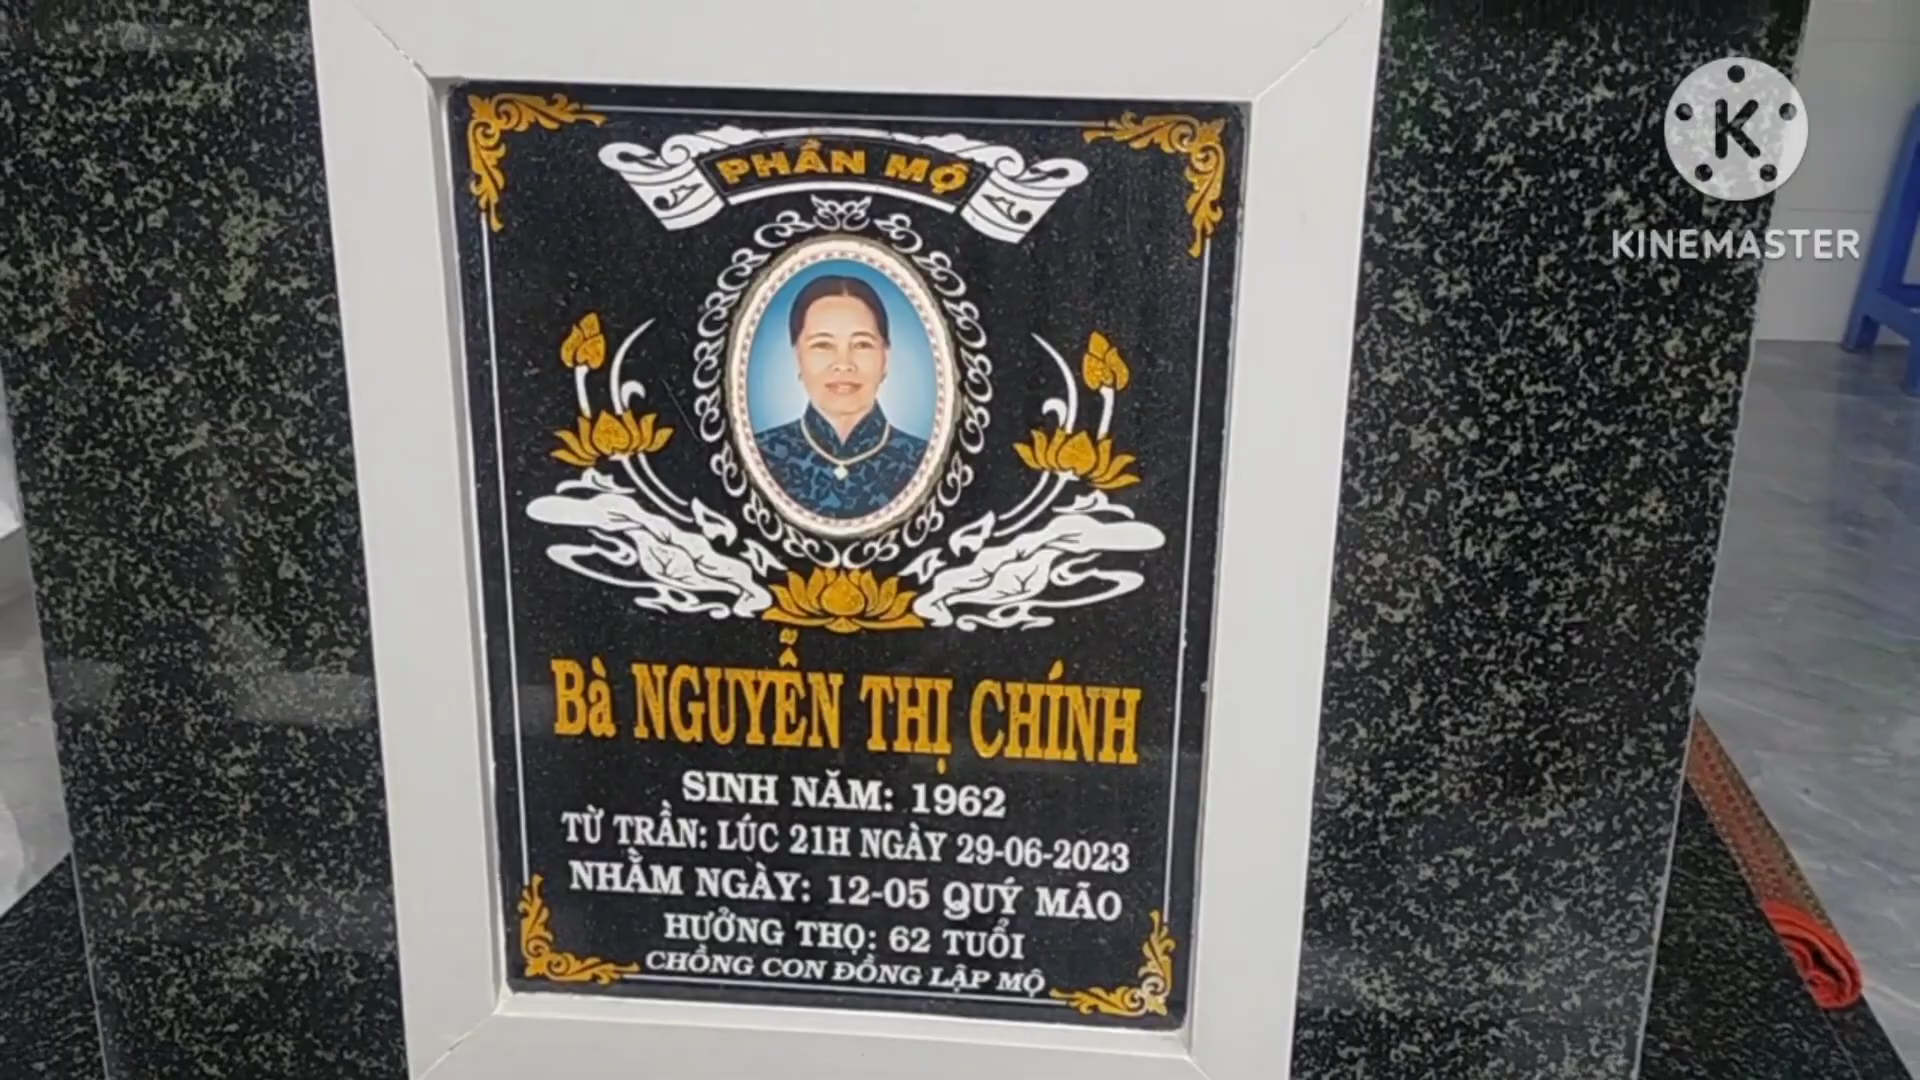 PHẦN MỘ
Bà NGUYỄN THỊ CHÍNH
SINH NĂM: 1962
TỪ TRẦN: LÚC 21H NGÀY 29-06-2023
NHẰM NGÀY: 12-05 QUÝ MÃO
HƯỞNG THỌ: 62 TUỔI
CHỒNG CON ĐỒNG LẬP MỘ
K
KINEMASTER